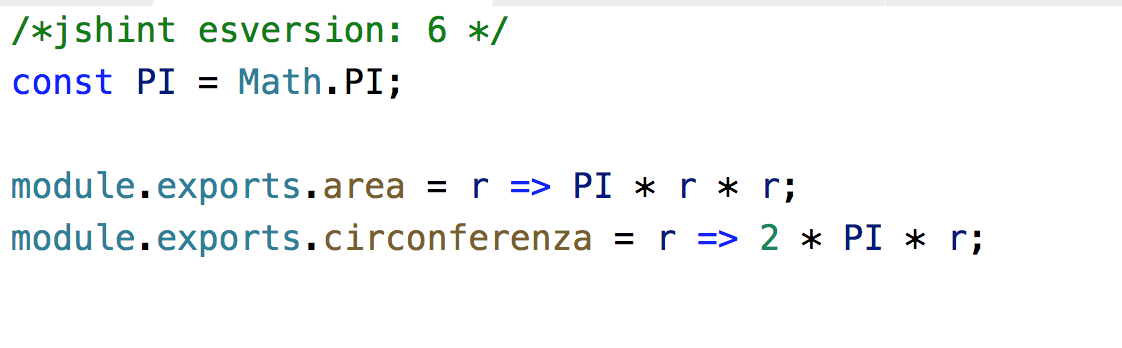 /*jshint esversion: 6 */
const PI = Math.PI;
module.exports.area = r => PI * r * r;
module.exports.circonferenza = r => 2 * PI * r;